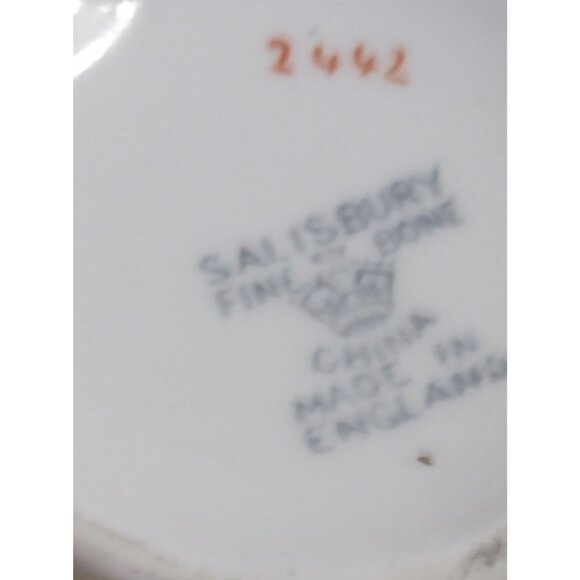 2442
SALISBURY
FINE BONE
CHINA
MADE IN
ENGLAND